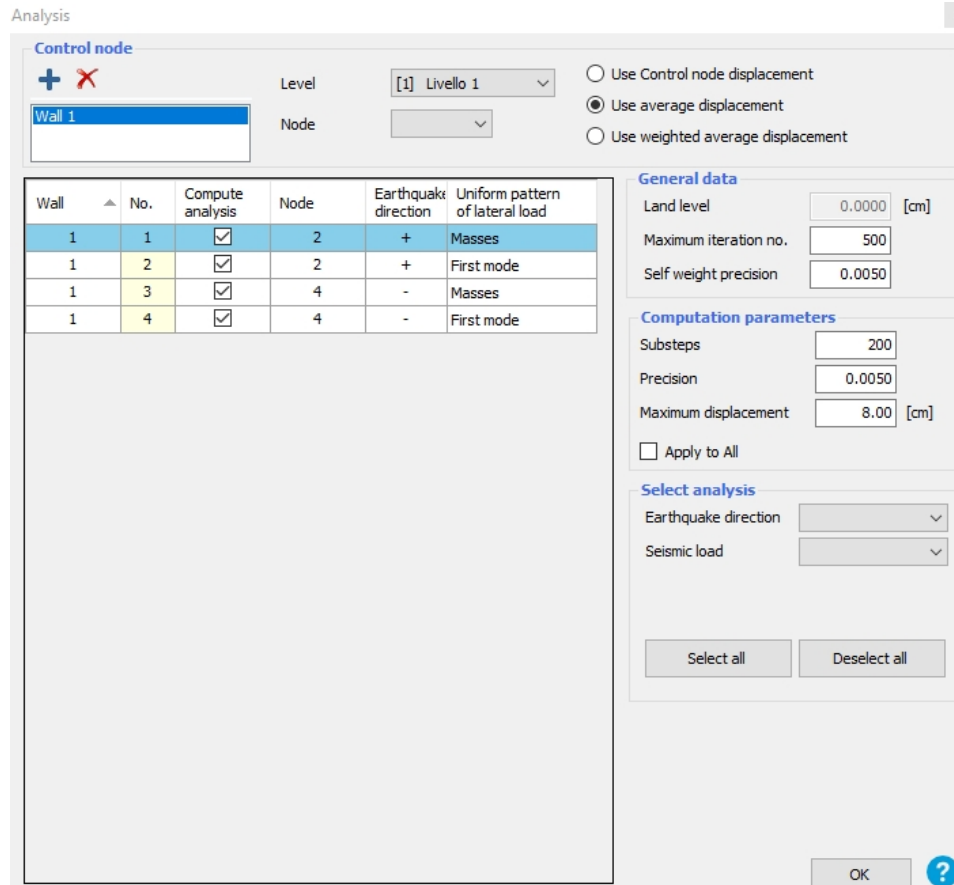 Analysis
Control node
Level
[1] Livello 1
Use Control node displacement
Wall 1
Node
Use average displacement
Use weighted average displacement
Wall No. Compute analysis Node Earthquake direction Uniform pattern of lateral load
1 1 2 + Masses
1 2 2 + First mode
1 3 4 - Masses
1 4 4 - First mode
General data
Land level 0.0000 [cm]
Maximum iteration no. 500
Self weight precision 0.0050
Computation parameters
Substeps 200
Precision 0.0050
Maximum displacement 8.00 [cm]
Apply to All
Select analysis
Earthquake direction
Seismic load
Select all Deselect all
OK ?